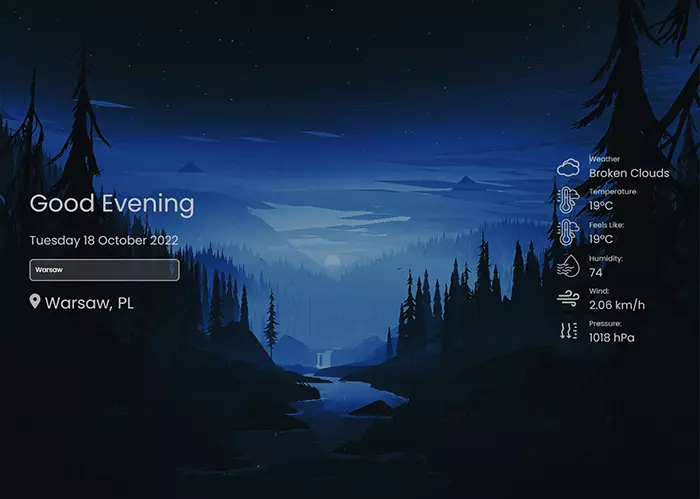 Good Evening
Tuesday 18 October 2022
Warsaw
Warsaw, PL
Weather
Broken Clouds
Temperature
19°C
Feels Like:
19°C
Humidity:
74
Wind:
2.06 km/h
Pressure:
1018 hPa